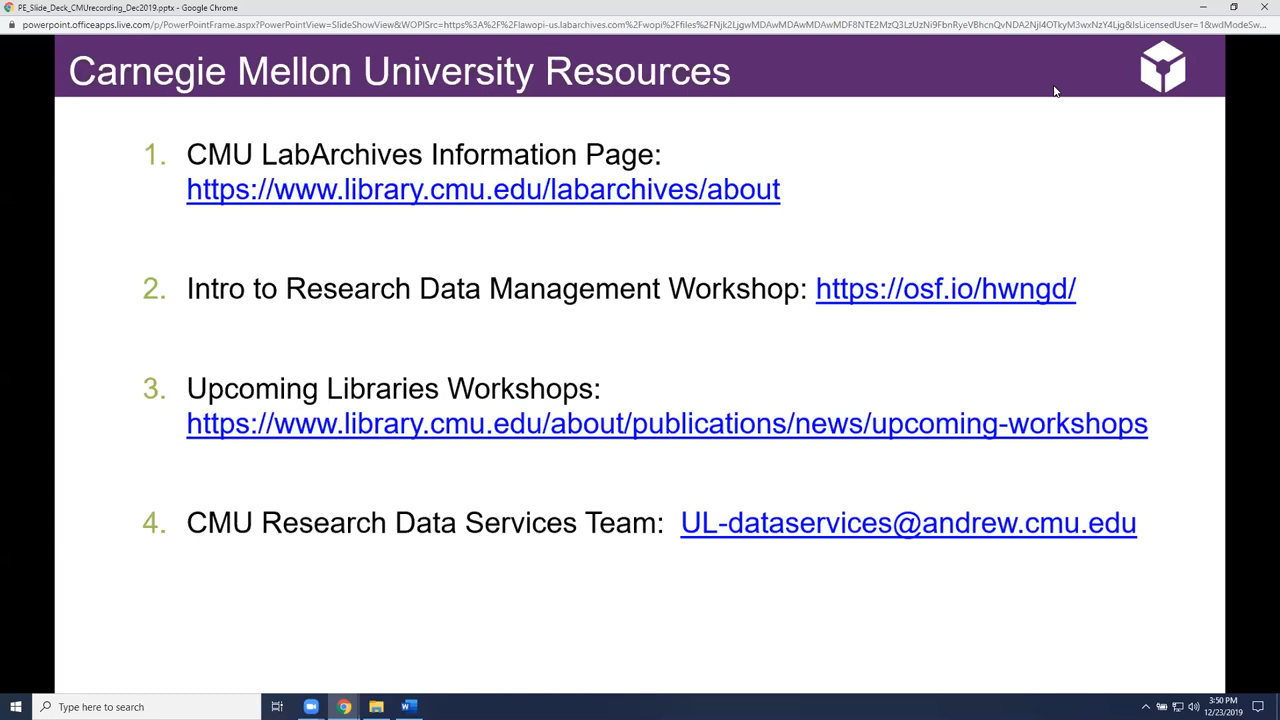 PE_Slide_Deck_CMUrecording_Dec2019.pptx - Google Chrome
Carnegie Mellon University Resources
1. CMU LabArchives Information Page:
https://www.library.cmu.edu/labarchives/about
2. Intro to Research Data Management Workshop: https://osf.io/hwngd/
3. Upcoming Libraries Workshops:
https://www.library.cmu.edu/about/publications/news/upcoming-workshops
4. CMU Research Data Services Team: UL-dataservices@andrew.cmu.edu
Type here to search
3:50 PM
12/23/2019